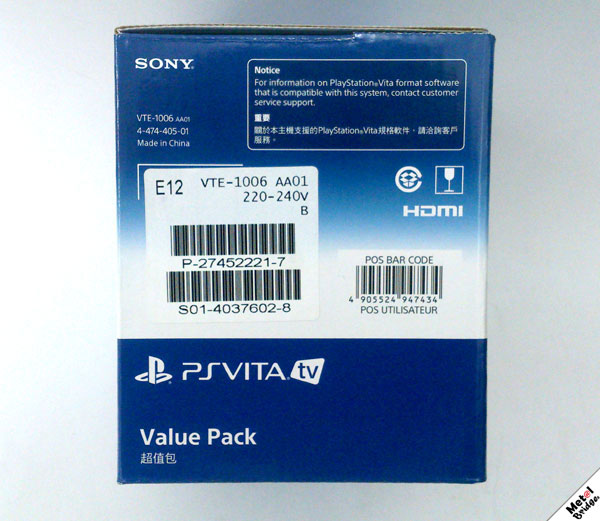 SONY
VTE-1006 AA01
4-474-405-01
Made in China
Notice
For information on PlayStation®Vita format software
that is compatible with this system, contact customer
service support.
重要
關於本主機支援的PlayStation®Vita規格軟件，請洽詢客戶
服務。
HDMI
E12 VTE-1006 AA01
220-240V
B
P-27452221-7
S01-4037602-8
POS BAR CODE
4 905524 947434
POS UTILISATEUR
PSVITA tv
Value Pack
超值包
Metal
Bridge.